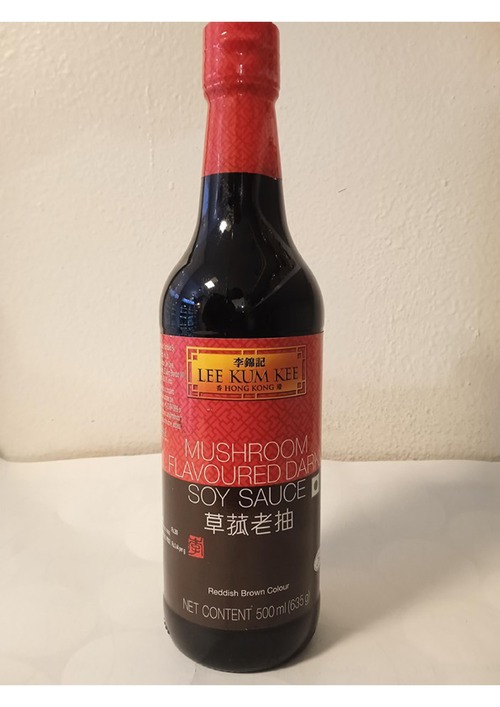 李錦記
LEE KUM KEE
香 HONG KONG 港
MUSHROOM
FLAVOURED DARK
SOY SAUCE
草菰老抽
Reddish Brown Colour
NET CONTENT 500 ml (635 g)